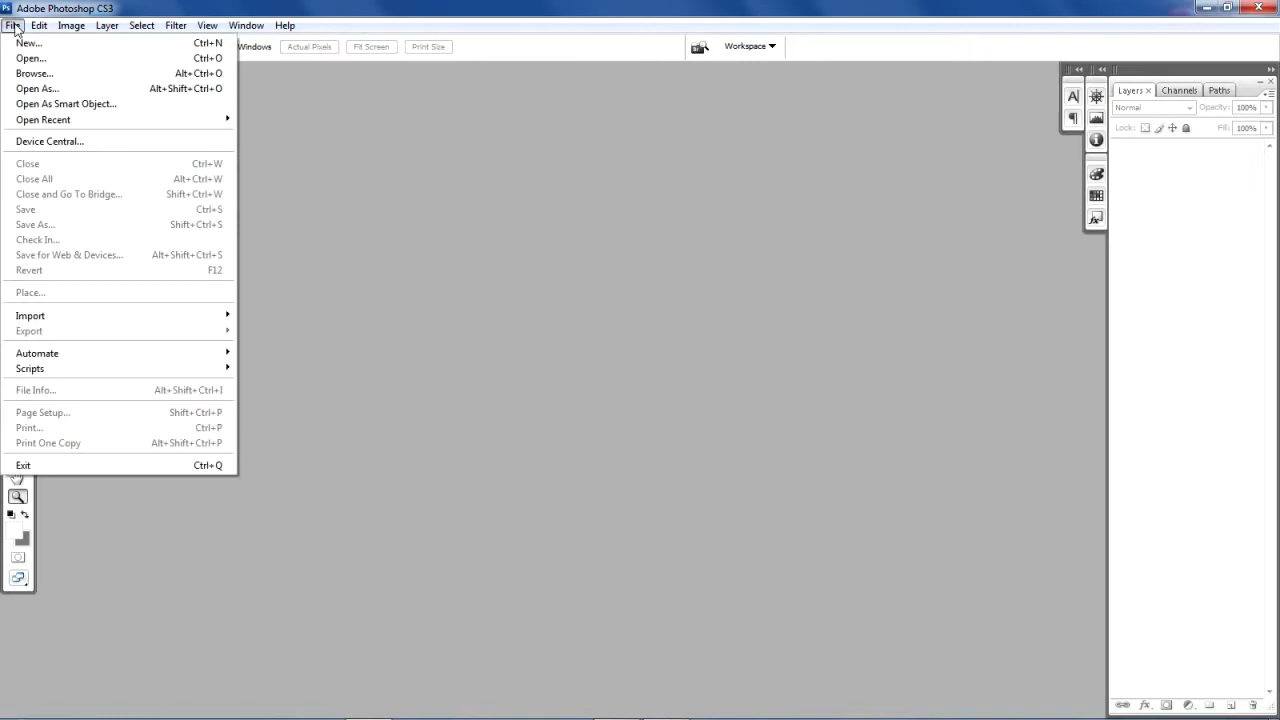 Ps Adobe Photoshop CS3
File Edit Image Layer Select Filter View Window Help
Windows Actual Pixels Fit Screen Print Size Workspace
New... Ctrl+N
Open... Ctrl+O
Browse... Alt+Ctrl+O
Open As... Alt+Shift+Ctrl+O
Open As Smart Object...
Open Recent
Device Central...
Close Ctrl+W
Close All Alt+Ctrl+W
Close and Go To Bridge... Shift+Ctrl+W
Save Ctrl+S
Save As... Shift+Ctrl+S
Check In...
Save for Web & Devices... Alt+Shift+Ctrl+S
Revert F12
Place...
Import
Export
Automate
Scripts
File Info... Alt+Shift+Ctrl+I
Page Setup... Shift+Ctrl+P
Print... Ctrl+P
Print One Copy Alt+Shift+Ctrl+P
Exit Ctrl+Q
Layers x Channels Paths
Normal Opacity: 100%
Lock: Fill: 100%